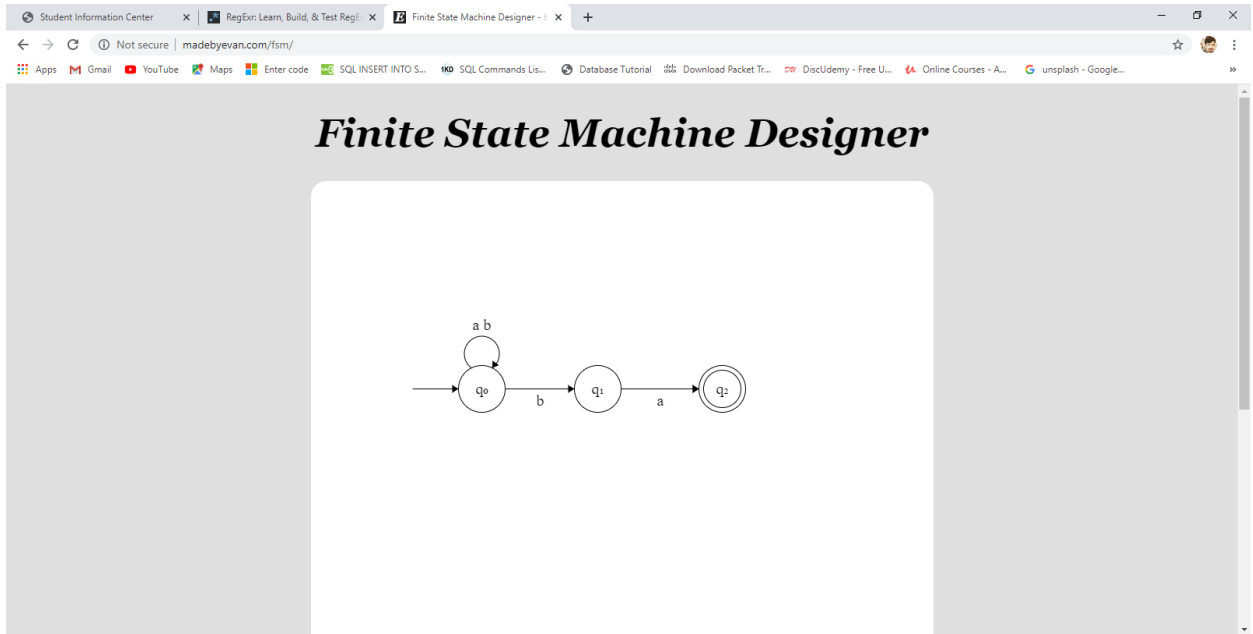 Student Information Center
RegExr: Learn, Build, & Test RegE
Finite State Machine Designer -
Not secure | madebyevan.com/fsm/
Apps Gmail YouTube Maps Enter code SQL INSERT INTO S... SQL Commands Lis... Database Tutorial Download Packet Tr... DiscUdemy - Free U... Online Courses - A... unsplash - Google... »
Finite State Machine Designer
a b
q₀ b q₁ a q₂